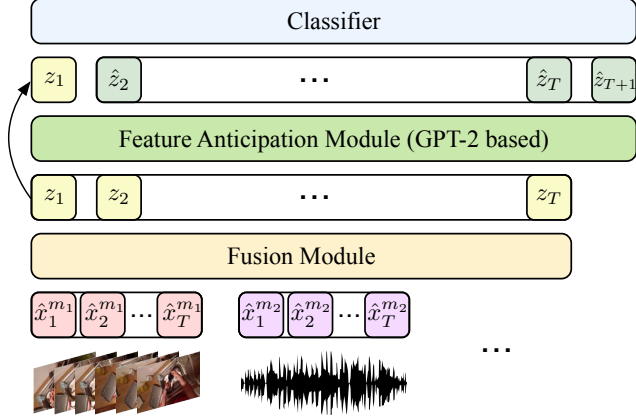 Classifier
z_1 ẑ_2 ... ẑ_T ẑ_{T+1}
Feature Anticipation Module (GPT-2 based)
z_1 z_2 ... z_T
Fusion Module
x̂_1^{m_1} x̂_2^{m_1} ... x̂_T^{m_1} x̂_1^{m_2} x̂_2^{m_2} ... x̂_T^{m_2}
...